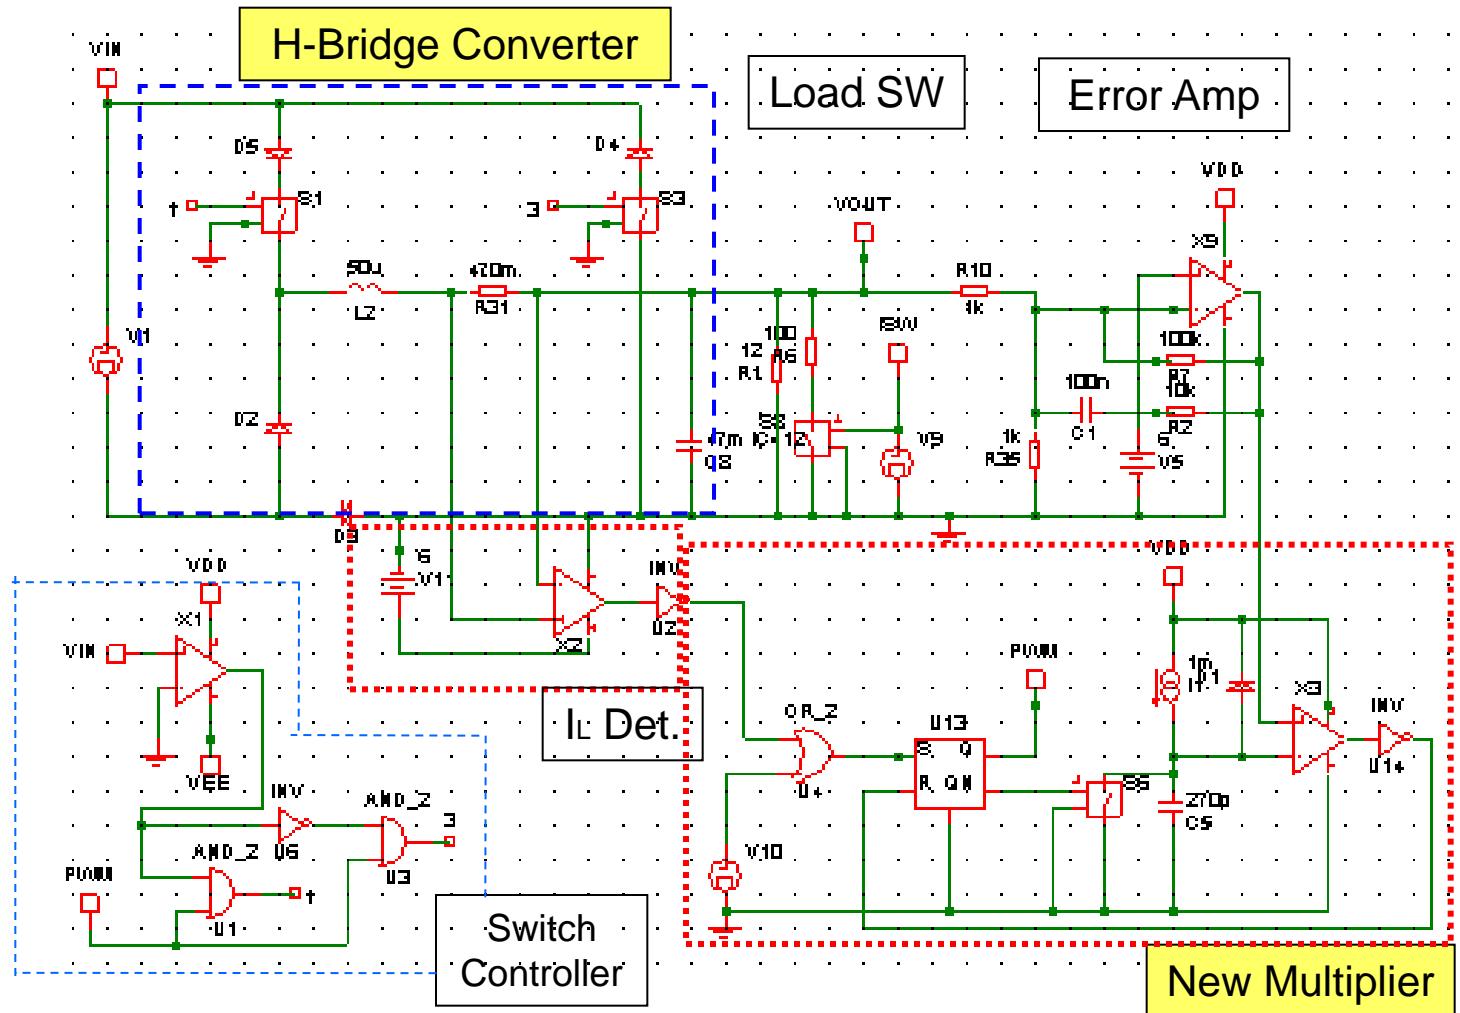 H-Bridge Converter
Load SW
Error Amp
VIN
D5
D4
S1
S3
1
3
50u
L2
470m
R31
VOUT
R10
1k
VDD
X9
V1
D2
12
R1
100
R6
SW
100k
R7
10k
R2
100n
C1
1k
R35
6
V5
47m IC=12
C8
V9
D3
6
V11
X2
INV
U2
IL Det.
VDD
X1
VIN
VEE
INV
U6
AND_2
U3
3
AND_2
U1
1
PWM
Switch
Controller
OR_2
U4
V10
U13
S Q
R QN
PWM
VDD
1m
I1
S6
270p
C5
X3
INV
U14
New Multiplier